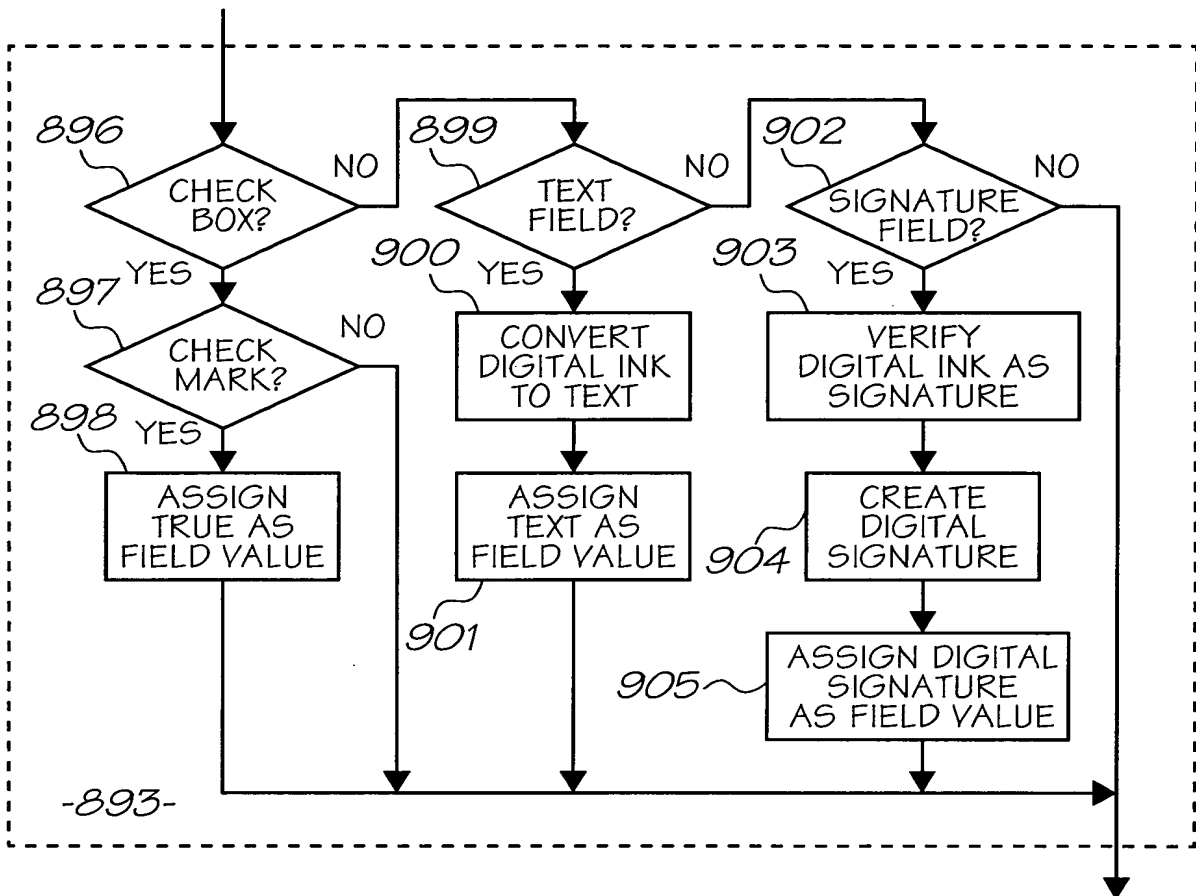 896
CHECK
BOX?
NO
YES
897
CHECK
MARK?
NO
YES
898
ASSIGN
TRUE AS
FIELD VALUE
899
TEXT
FIELD?
NO
YES
900
CONVERT
DIGITAL INK
TO TEXT
ASSIGN
TEXT AS
FIELD VALUE
901
902
SIGNATURE
FIELD?
NO
YES
903
VERIFY
DIGITAL INK AS
SIGNATURE
CREATE
DIGITAL
SIGNATURE
904
ASSIGN DIGITAL
SIGNATURE
AS FIELD VALUE
905
-893-